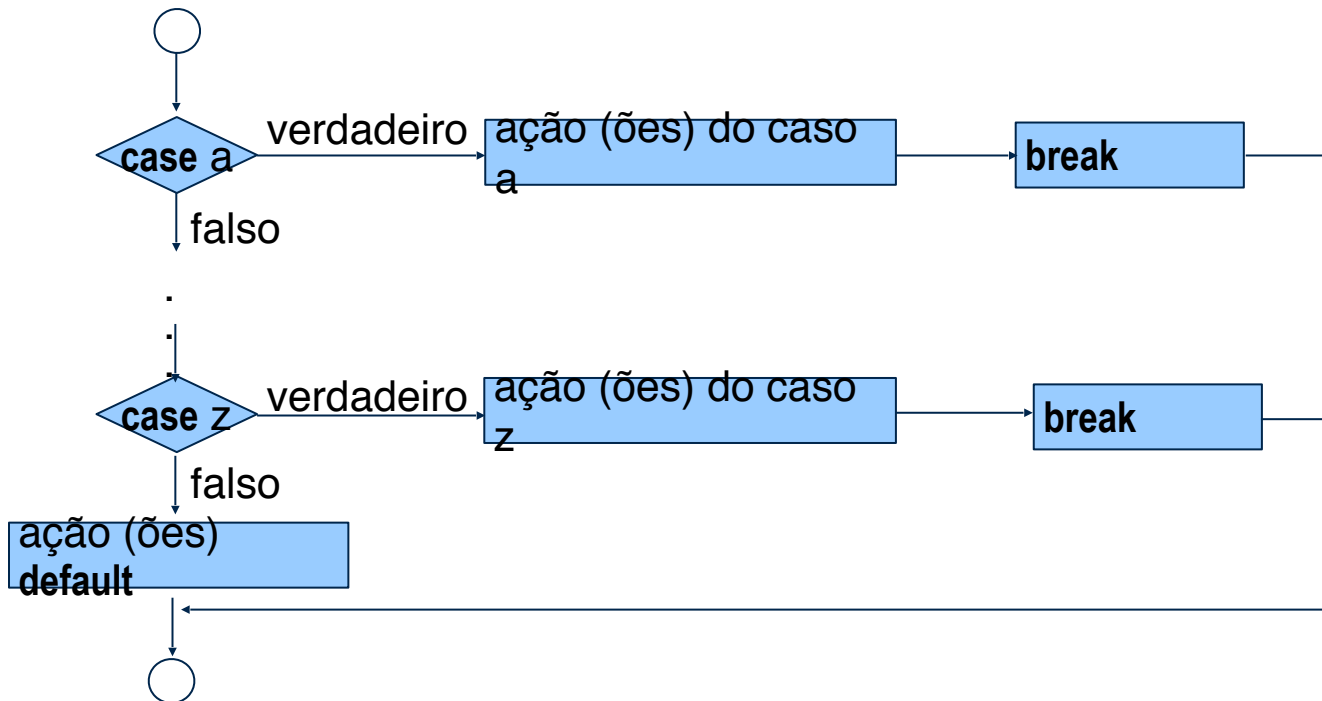 verdadeiro
ação (ões) do caso
a
case a
break
falso
.
.
.
verdadeiro
ação (ões) do caso
z
case z
break
falso
ação (ões)
default